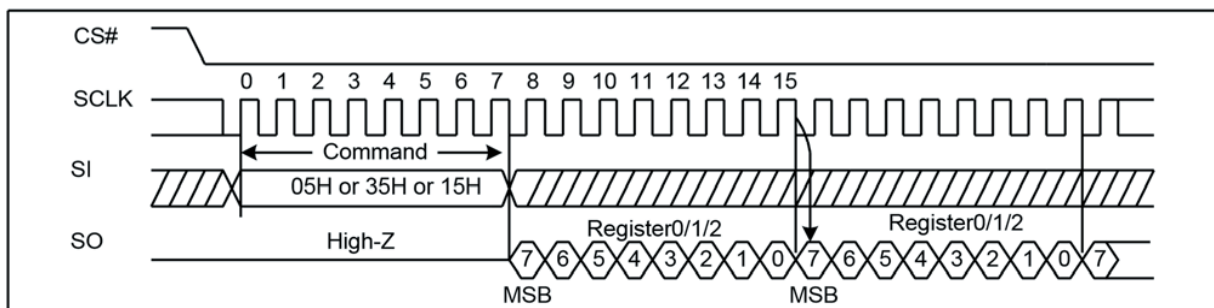 CS#
0 1 2 3 4 5 6 7 8 9 10 11 12 13 14 15
SCLK
Command
SI
05H or 35H or 15H
Register0/1/2 Register0/1/2
SO High-Z
7 6 5 4 3 2 1 0 7 6 5 4 3 2 1 0 7
MSB MSB